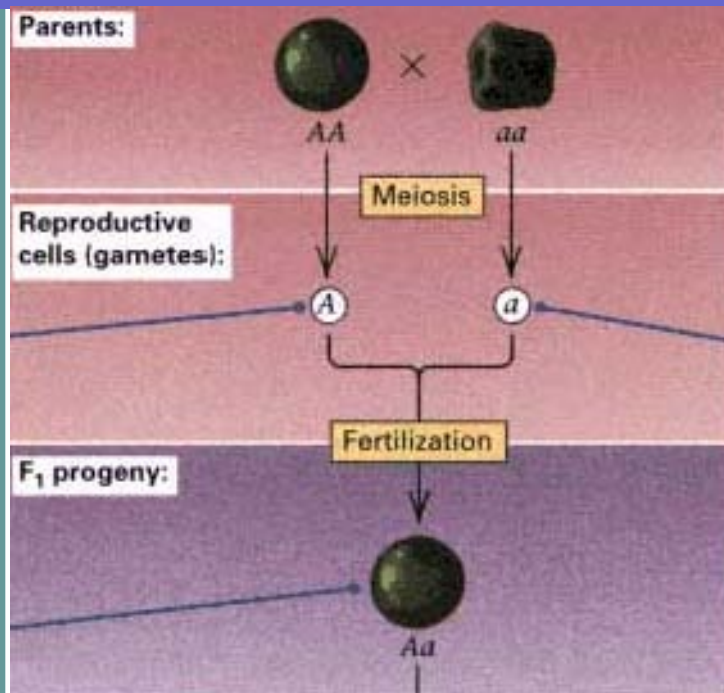 Parents:
×
AA
aa
Meiosis
Reproductive
cells (gametes):
A
a
Fertilization
F₁ progeny:
Aa